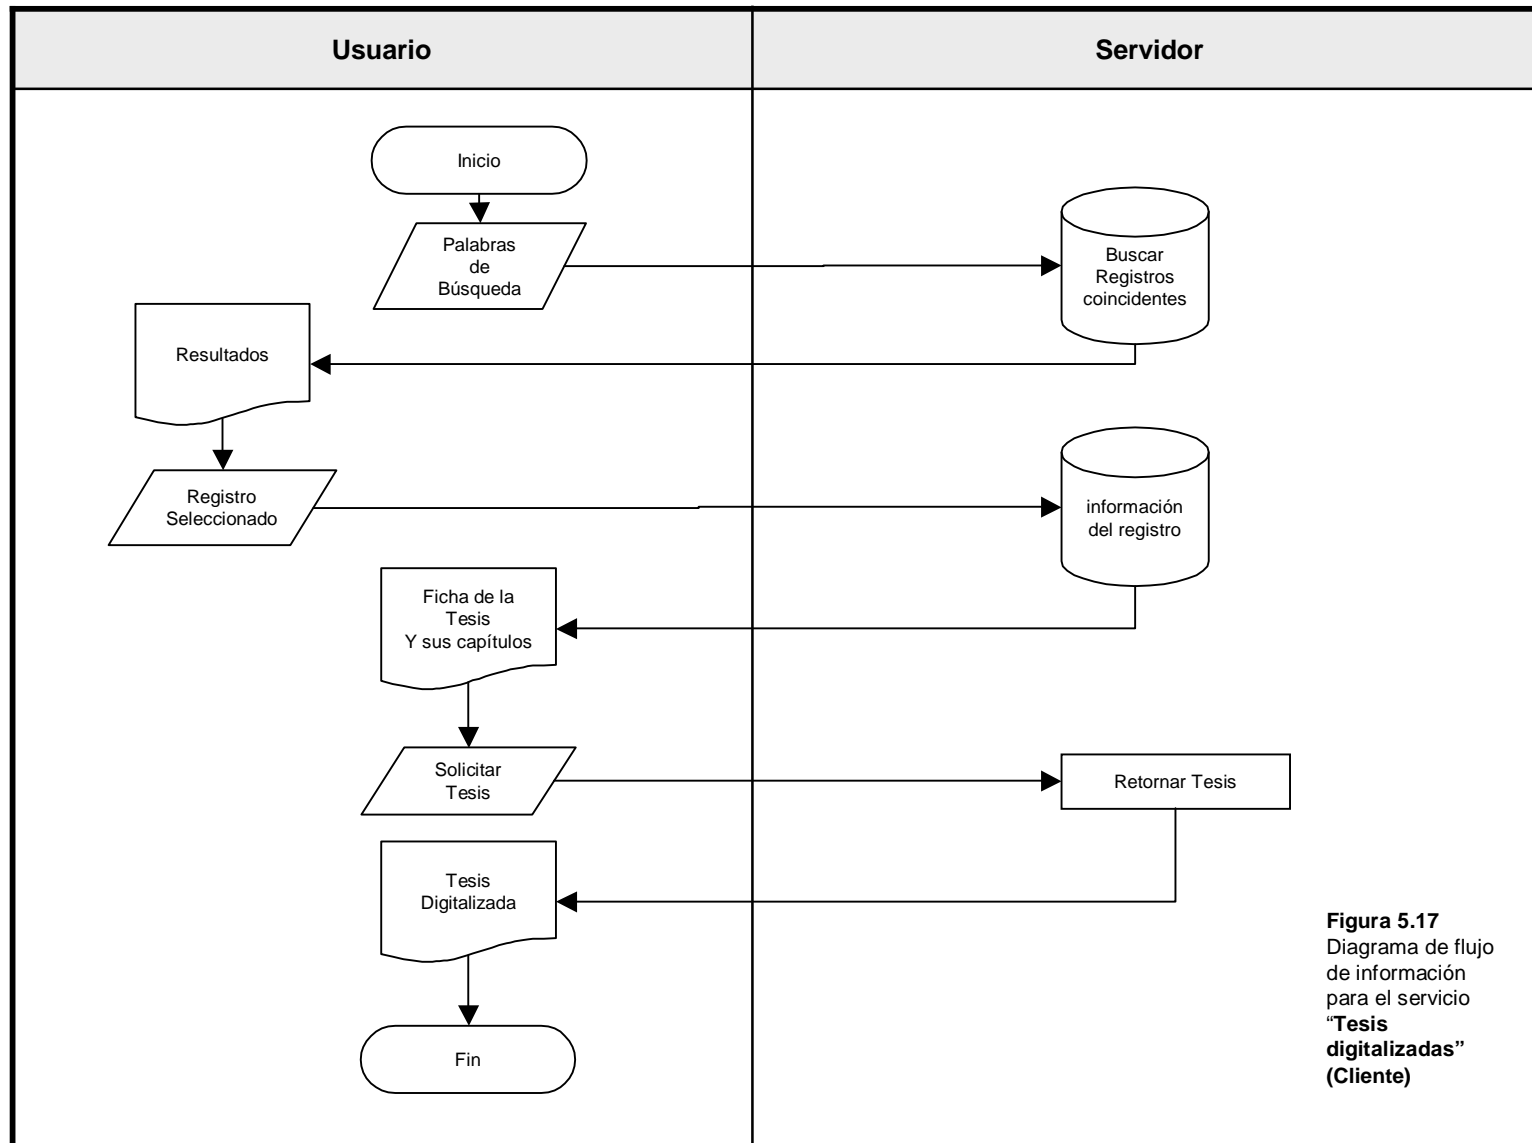 Usuario
Servidor
Inicio
Palabras
de
Búsqueda
Buscar
Registros
coincidentes
Resultados
Registro
Seleccionado
información
del registro
Ficha de la
Tesis
Y sus capítulos
Solicitar
Tesis
Retornar Tesis
Tesis
Digitalizada
Fin
Figura 5.17
Diagrama de flujo
de información
para el servicio
“Tesis
digitalizadas”
(Cliente)